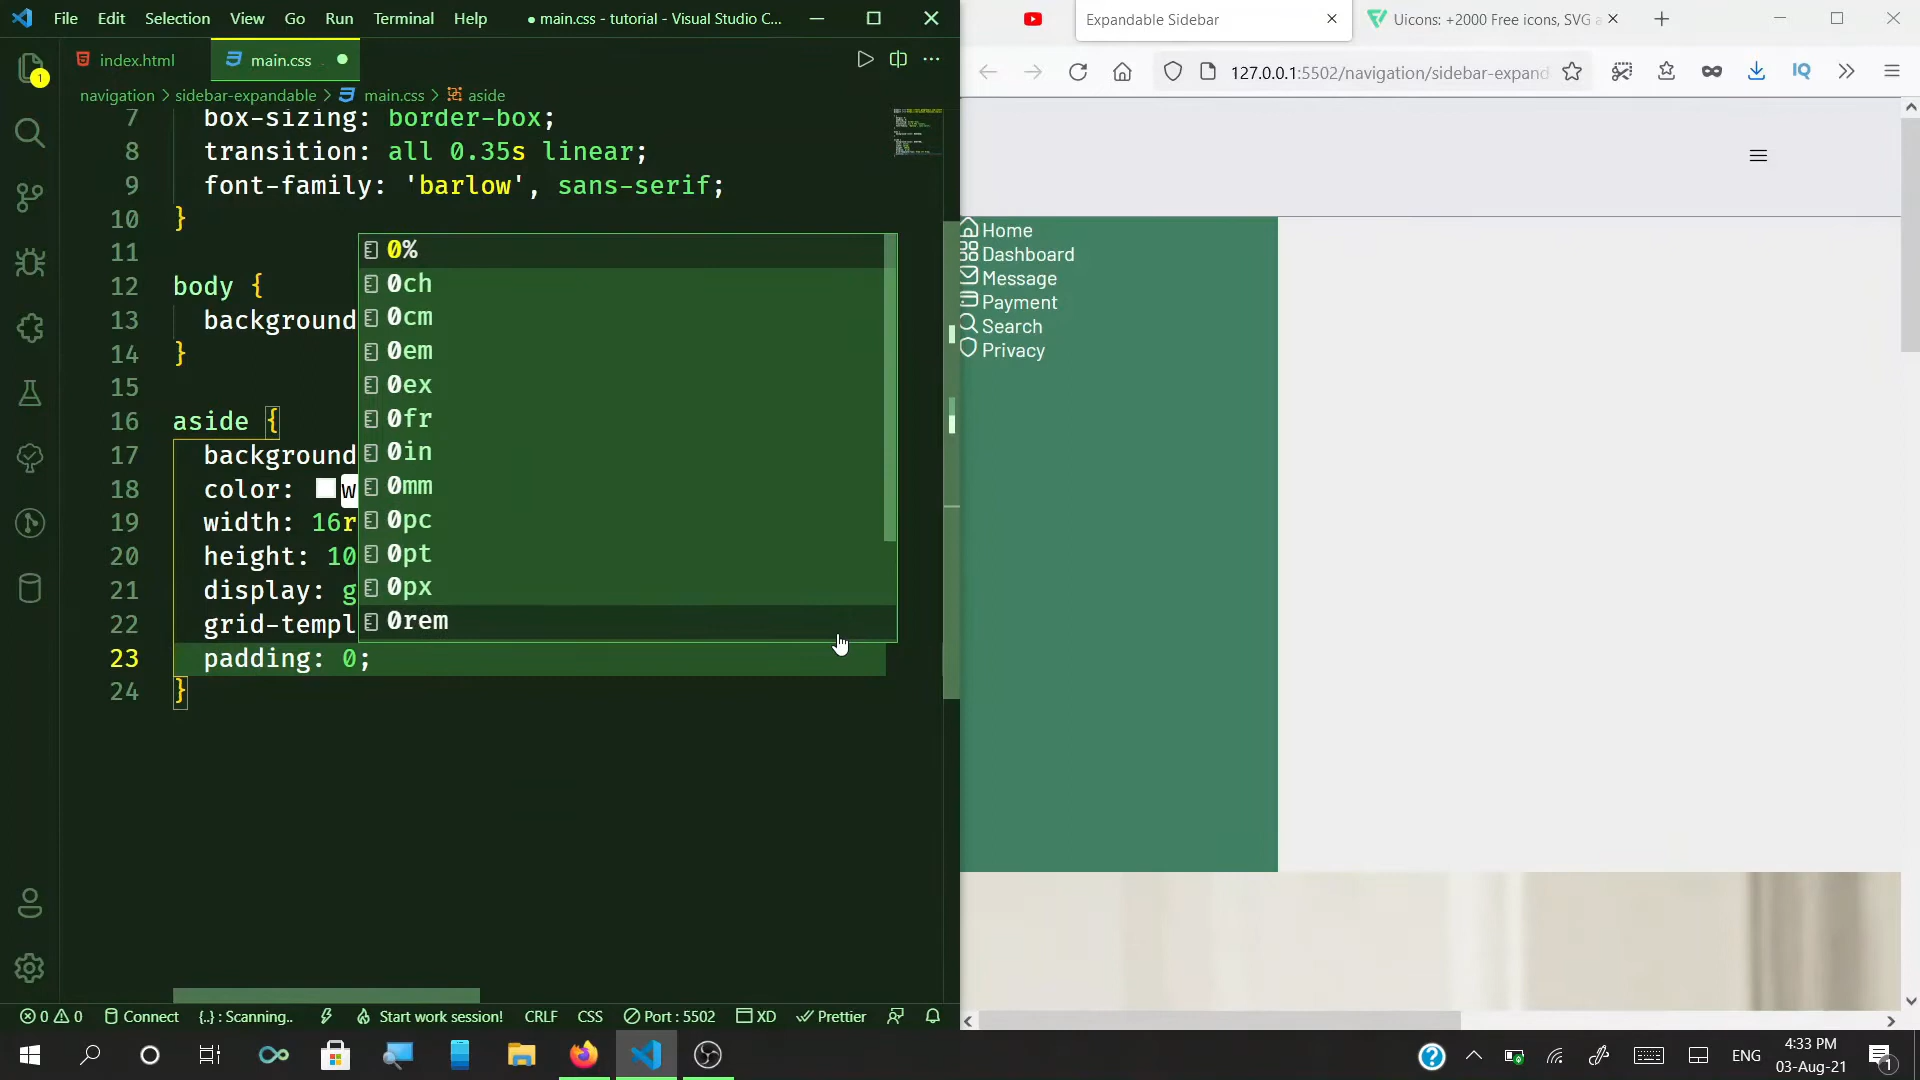 File Edit Selection View Go Run Terminal Help ● main.css - tutorial - Visual Studio C...
index.html main.css
navigation > sidebar-expandable > main.css > aside
7 box-sizing: border-box;
8 transition: all 0.35s linear;
9 font-family: 'barlow', sans-serif;
10 }
11
12 body {
13 background
14 }
15
16 aside {
17 background
18 color: w
19 width: 16r
20 height: 10
21 display: g
22 grid-templ
23 padding: 0;
24 }
0%
0ch
0cm
0em
0ex
0fr
0in
0mm
0pc
0pt
0px
0rem
1
0 0 Connect {..} : Scanning.. Start work session! CRLF CSS Port : 5502 XD Prettier
Expandable Sidebar Uicons: +2000 Free icons, SVG a
127.0.0.1:5502/navigation/sidebar-expand
IQ
Home
Dashboard
Message
Payment
Search
Privacy
ENG 4:33 PM
03-Aug-21
1